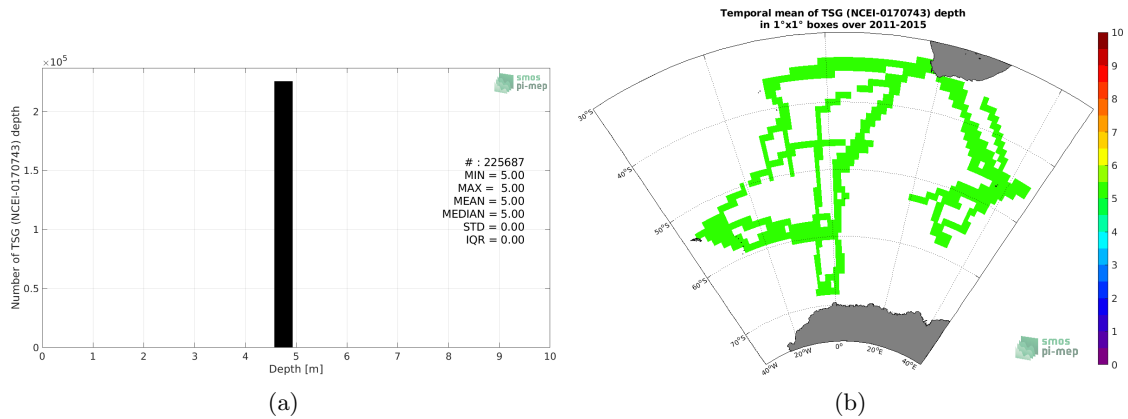 ×10⁵
2
1.5
1
0.5
0
Number of TSG (NCEI-0170743) depth
smos
pi-mep
# : 225687
MIN = 5.00
MAX = 5.00
MEAN = 5.00
MEDIAN = 5.00
STD = 0.00
IQR = 0.00
0 1 2 3 4 5 6 7 8 9 10
Depth [m]
(a)
Temporal mean of TSG (NCEI-0170743) depth
in 1°x1° boxes over 2011-2015
30°S
40°S
50°S
60°S
70°S
40°W
20°W
0°
20°E
40°E
10
9
8
7
6
5
4
3
2
1
0
smos
pi-mep
(b)